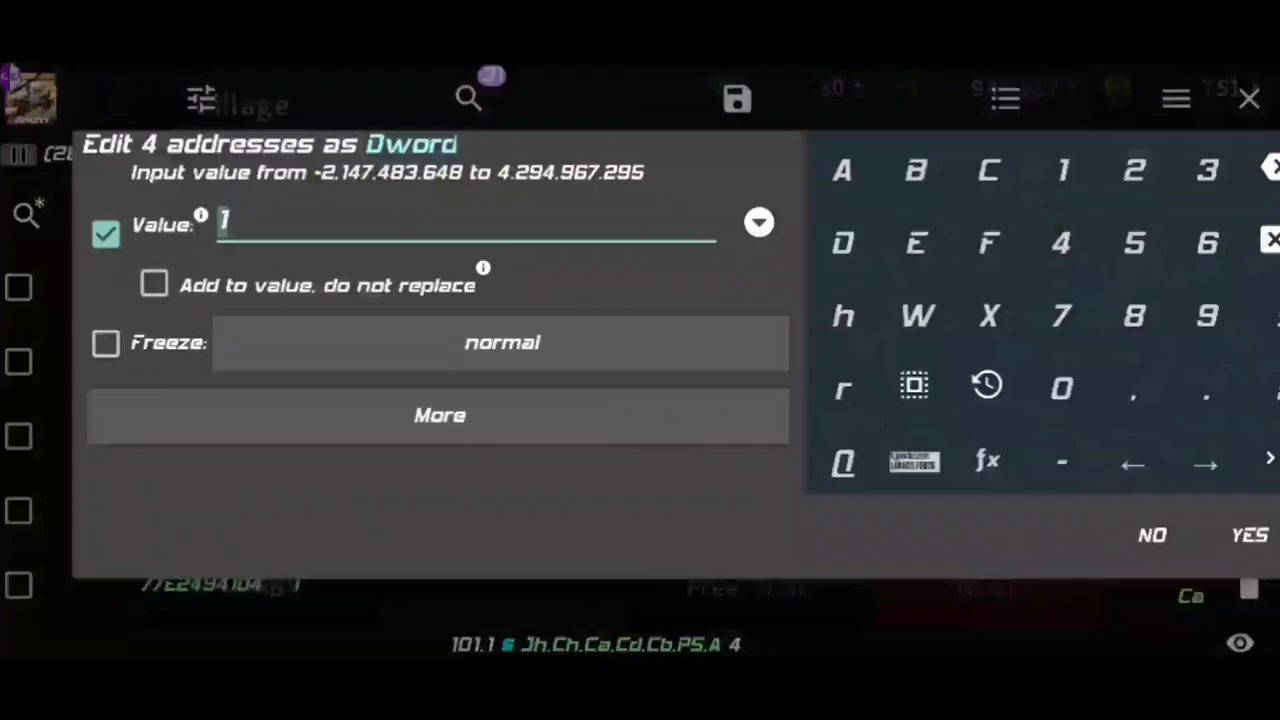 illage
Edit 4 addresses as Dword
Input value from -2.147.483.648 to 4.294.967.295
Value: 1
Add to value, do not replace
Freeze: normal
More
A B C 1 2 3
D E F 4 5 6
h W X 7 8 9
r 0 , .
@ ƒx - ← →
NO YES
Ca
101.1 s Jh,Ch,Ca,Cd,Cb,PS,A 4